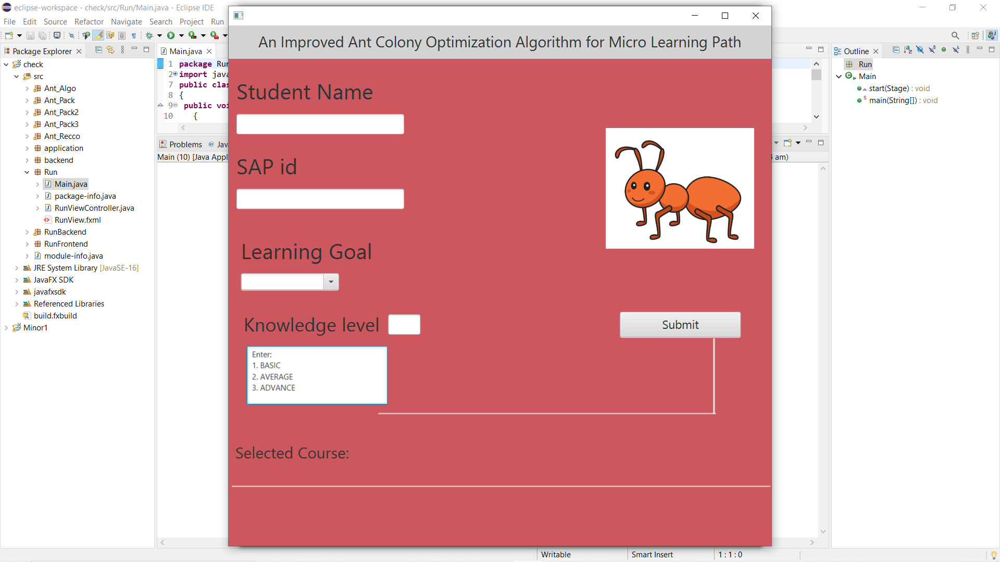 eclipse-workspace - check/src/Run/Main.java - Eclipse IDE
File Edit Source Refactor Navigate Search Project Run
Package Explorer
check
src
Ant_Algo
Ant_Pack
Ant_Pack2
Ant_Pack3
Ant_Recco
application
backend
Run
Main.java
package-info.java
RunViewController.java
RunView.fxml
RunBackend
RunFrontend
module-info.java
JRE System Library [JavaSE-16]
JavaFX SDK
javafxsdk
Referenced Libraries
build.fxbuild
Minor1
Main.java
1 package Run
2 import java
7 public clas
8 {
9 public voi
10 {
Problems @ Jav
Main (10) [Java Appl
An Improved Ant Colony Optimization Algorithm for Micro Learning Path
Student Name
SAP id
Learning Goal
Knowledge level
Enter:
1. BASIC
2. AVERAGE
3. ADVANCE
Submit
Selected Course:
am)
Outline
Run
Main
start(Stage) : void
main(String[]) : void
Writable
Smart Insert
1 : 1 : 0